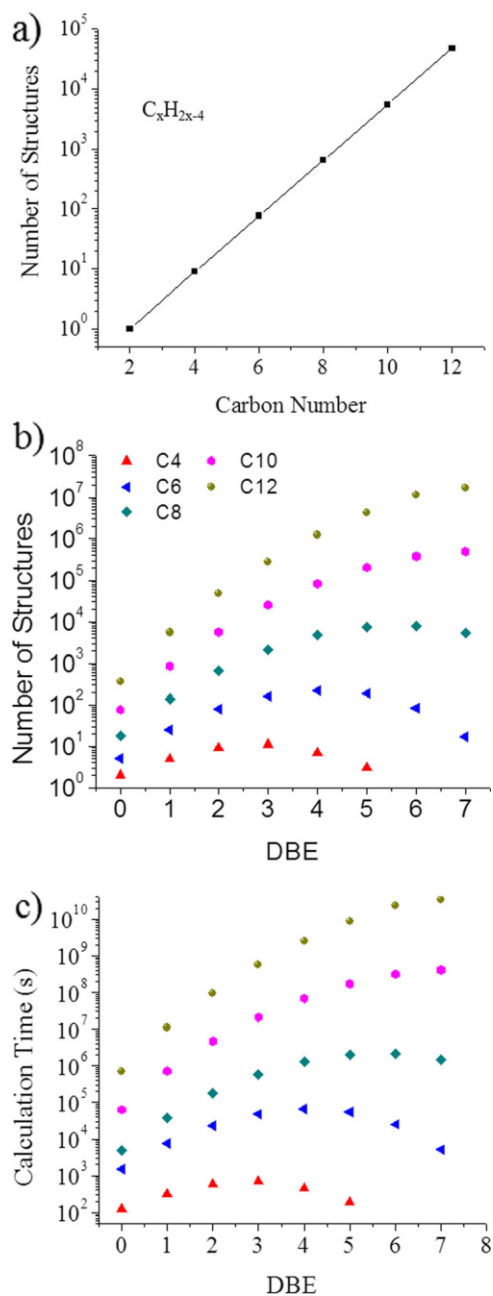 a)
Number of Structures
10^5
10^4
10^3
10^2
10^1
10^0
C_xH_{2x-4}
2 4 6 8 10 12
Carbon Number
b)
Number of Structures
10^8
10^7
10^6
10^5
10^4
10^3
10^2
10^1
10^0
C4 C10
C6 C12
C8
0 1 2 3 4 5 6 7
DBE
c)
Calculation Time (s)
10^10
10^9
10^8
10^7
10^6
10^5
10^4
10^3
10^2
0 1 2 3 4 5 6 7 8
DBE